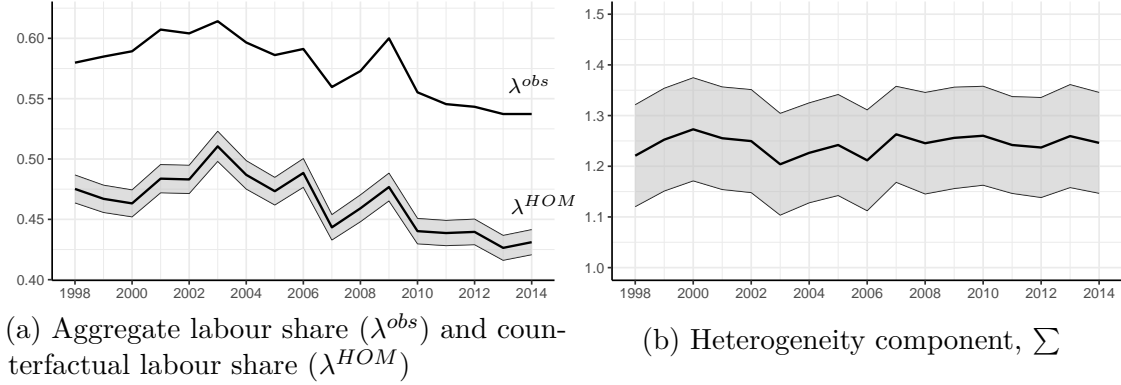 0.60
0.55
0.50
0.45
0.40
λ^{obs}
λ^{HOM}
1998 2000 2002 2004 2006 2008 2010 2012 2014
(a) Aggregate labour share (λ^{obs}) and coun-
terfactual labour share (λ^{HOM})
1.5
1.4
1.3
1.2
1.1
1.0
1998 2000 2002 2004 2006 2008 2010 2012 2014
(b) Heterogeneity component, ∑